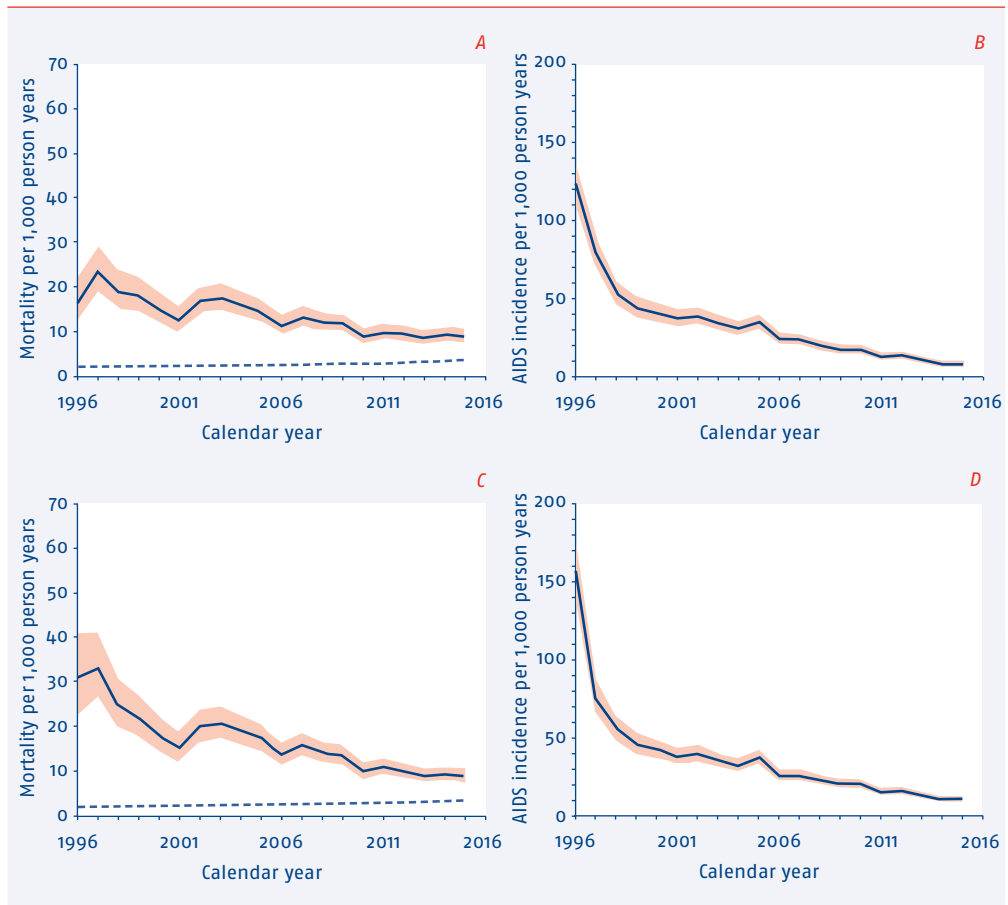 A
Mortality per 1,000 person years
70
60
50
40
30
20
10
0
1996 2001 2006 2011 2016
Calendar year
B
AIDS incidence per 1,000 person years
200
150
100
50
0
1996 2001 2006 2011 2016
Calendar year
C
Mortality per 1,000 person years
70
60
50
40
30
20
10
0
1996 2001 2006 2011 2016
Calendar year
D
AIDS incidence per 1,000 person years
200
150
100
50
0
1996 2001 2006 2011 2016
Calendar year